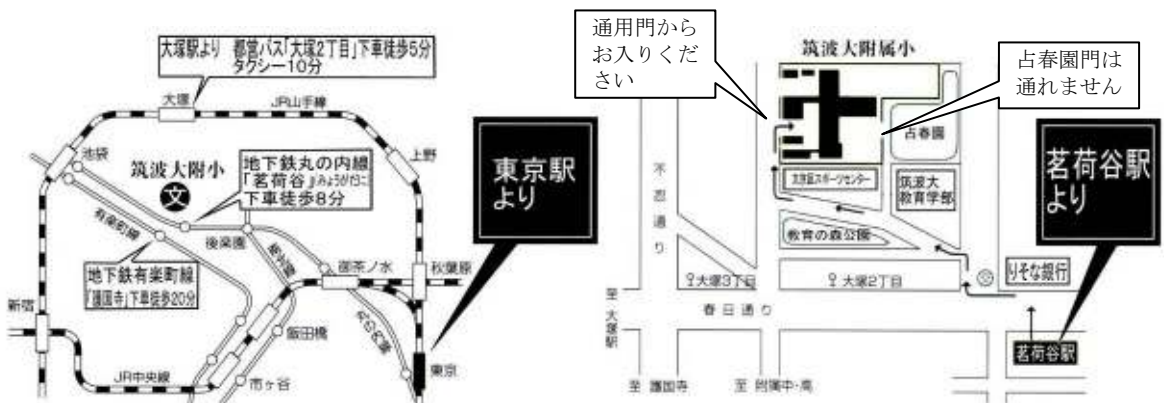 大塚駅より 都営バス「大塚2丁目」下車徒歩5分
タクシー10分
大塚
JR山手線
池袋
上野
筑波大附小
文
地下鉄丸の内線
「茗荷谷」(みょうがだに)
下車徒歩8分
有楽町線
後楽園
地下鉄有楽町線
「護国寺」下車徒歩20分
御茶ノ水
秋葉原
新宿
飯田橋
東京
JR中央線
市ヶ谷
東京駅
より
通用門から
お入りくだ
さい
筑波大附属小
占春園門は
通れません
占春園
不忍通り
文京区スポーツセンター
筑波大
教育学部
教育の森公園
茗荷谷駅
より
大塚3丁目
大塚2丁目
りそな銀行
至大塚駅
春日通り
茗荷谷駅
至 護国寺
至 附属中・高